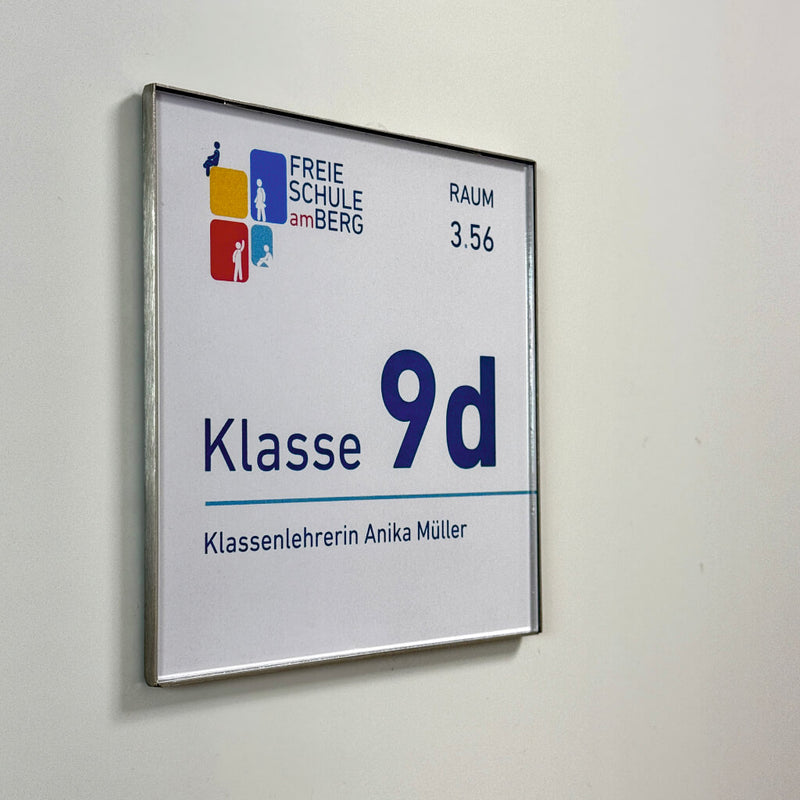 FREIE
SCHULE
amBERG
RAUM
3.56
Klasse 9d
Klassenlehrerin Anika Müller